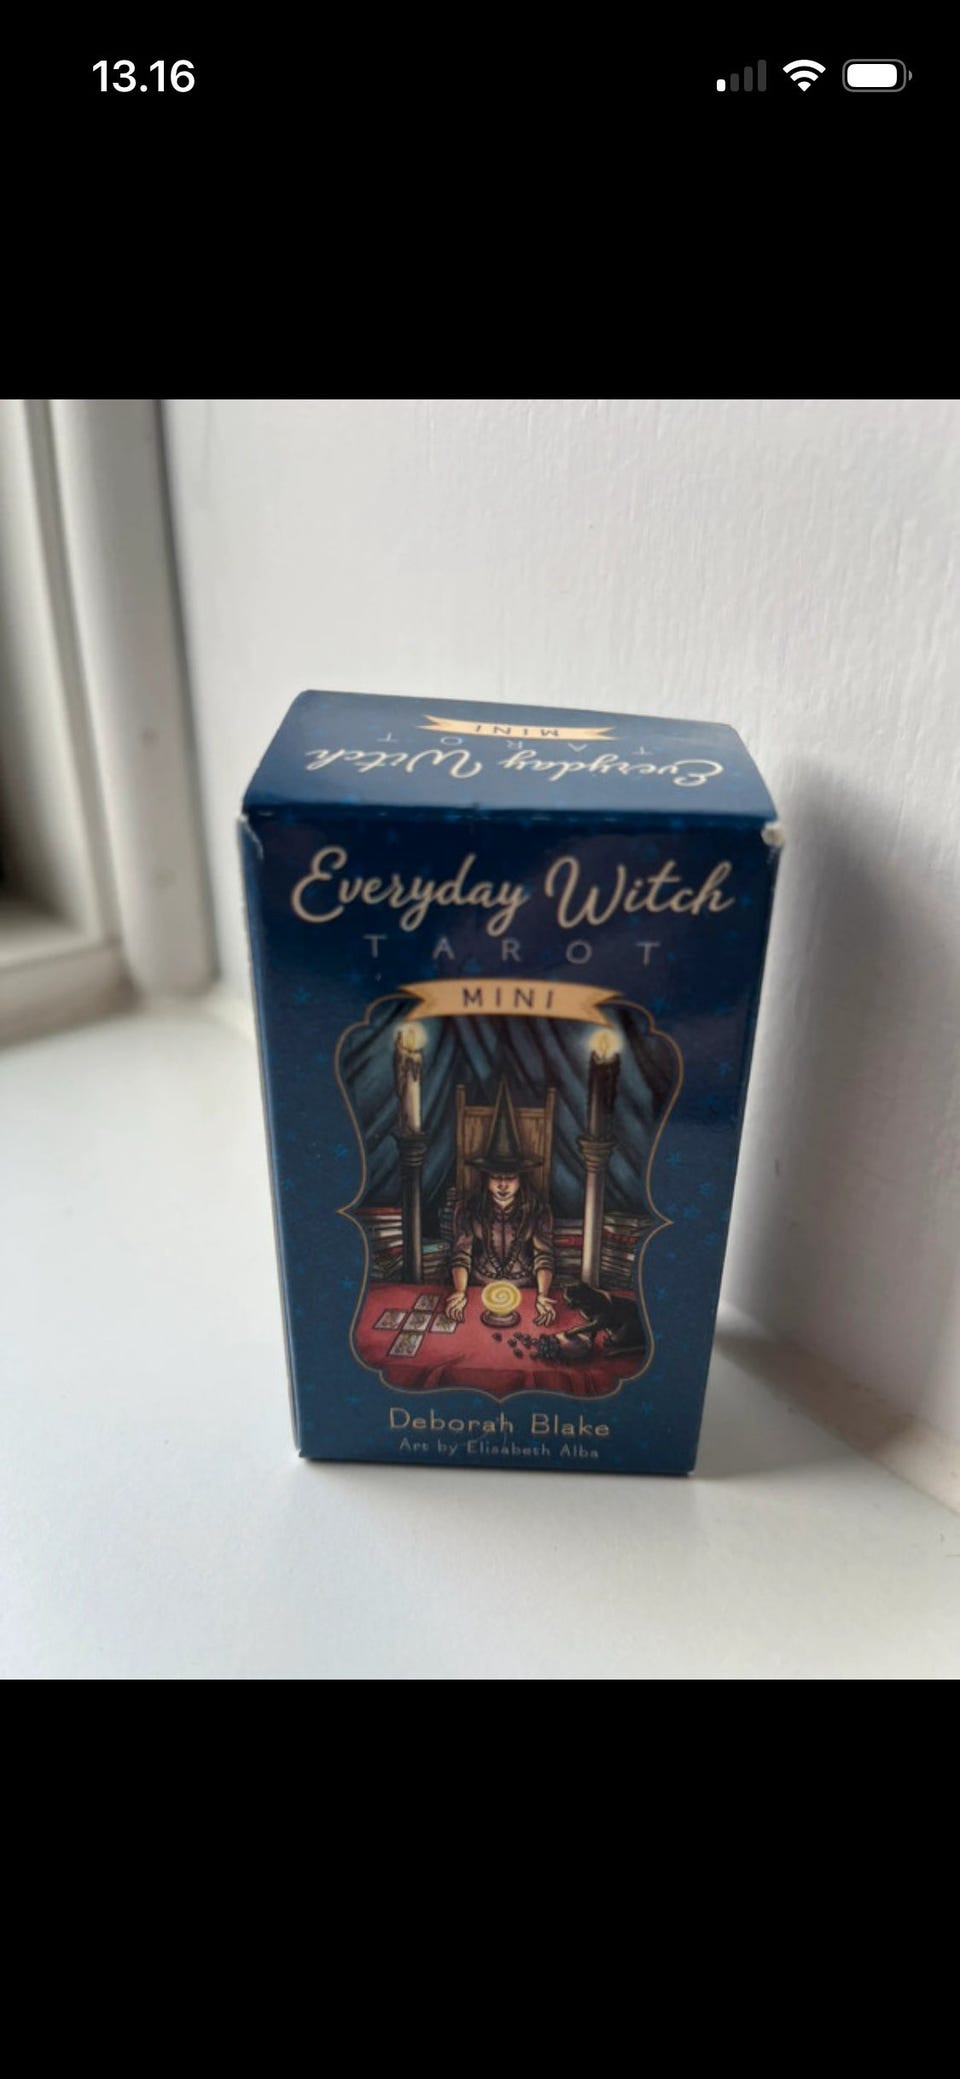 13.16
MINI
TAROT
Everyday Witch
Everyday Witch
TAROT
MINI
Deborah Blake
Art by Elisabeth Alba